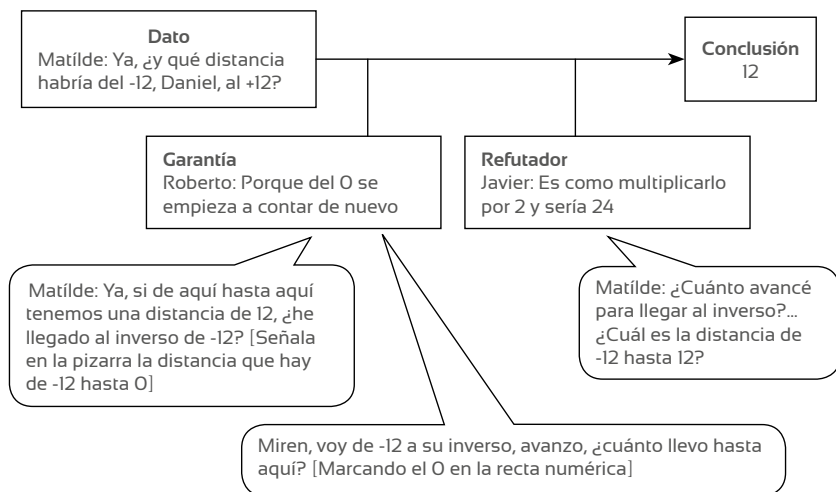 Dato
Matílde: Ya, ¿y qué distancia
habría del -12, Daniel, al +12?
Conclusión
12
Garantía
Roberto: Porque del 0 se
empieza a contar de nuevo
Refutador
Javier: Es como multiplicarlo
por 2 y sería 24
Matílde: Ya, si de aquí hasta aquí
tenemos una distancia de 12, ¿he
llegado al inverso de -12? [Señala
en la pizarra la distancia que hay
de -12 hasta 0]
Matílde: ¿Cuánto avancé
para llegar al inverso?...
¿Cuál es la distancia de
-12 hasta 12?
Miren, voy de -12 a su inverso, avanzo, ¿cuánto llevo hasta
aquí? [Marcando el 0 en la recta numérica]